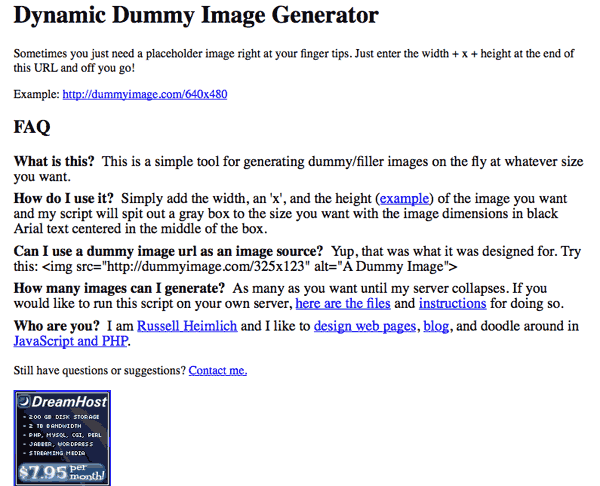 Dynamic Dummy Image Generator
Sometimes you just need a placeholder image right at your finger tips. Just enter the width + x + height at the end of
this URL and off you go!
Example: http://dummyimage.com/640x480
FAQ
What is this? This is a simple tool for generating dummy/filler images on the fly at whatever size
you want.
How do I use it? Simply add the width, an 'x', and the height (example) of the image you want
and my script will spit out a gray box to the size you want with the image dimensions in black
Arial text centered in the middle of the box.
Can I use a dummy image url as an image source? Yup, that was what it was designed for. Try
this: <img src="http://dummyimage.com/325x123" alt="A Dummy Image">
How many images can I generate? As many as you want until my server collapses. If you
would like to run this script on your own server, here are the files and instructions for doing so.
Who are you? I am Russell Heimlich and I like to design web pages, blog, and doodle around in
JavaScript and PHP.
Still have questions or suggestions? Contact me.
DreamHost
- 200 GB DISK STORAGE
- 2 TB BANDWIDTH
- PHP, MYSQL, CGI, PERL
- JABBER, WORDPRESS
- STREAMING MEDIA
$7.95 per
month!